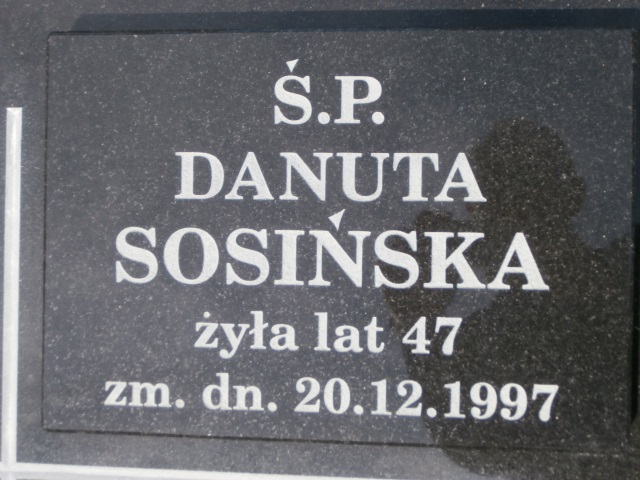 Ś.P.
DANUTA
SOSIŃSKA
żyła lat 47
zm. dn. 20.12.1997